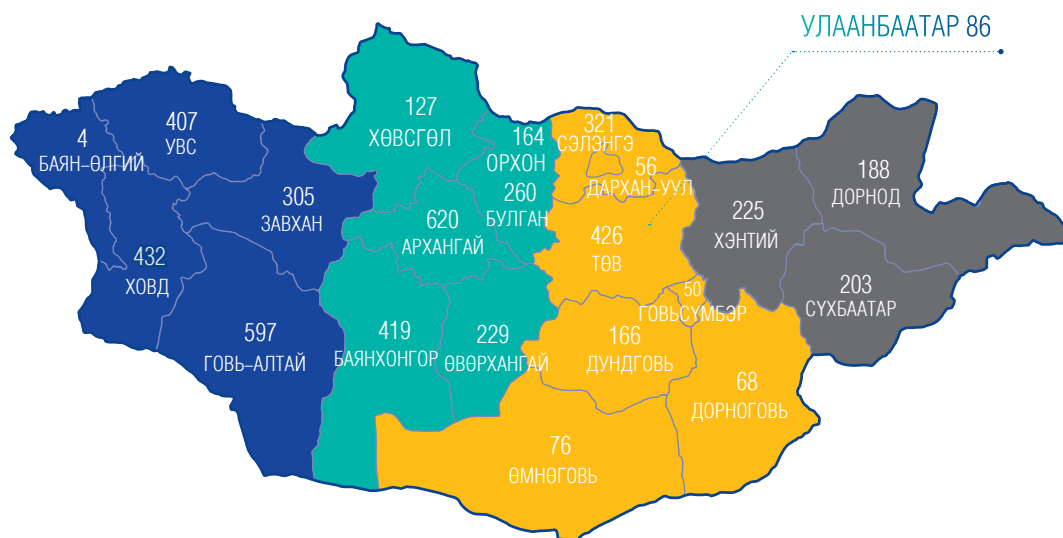 УЛААНБААТАР 86
4
БАЯН-ӨЛГИЙ
407
УВС
432
ХОВД
305
ЗАВХАН
597
ГОВЬ-АЛТАЙ
127
ХӨВСГӨЛ
164
ОРХОН
260
БУЛГАН
620
АРХАНГАЙ
419
БАЯНХОНГОР
229
ӨВӨРХАНГАЙ
321
СЭЛЭНГЭ
56
ДАРХАН-УУЛ
426
ТӨВ
50
ГОВЬСҮМБЭР
166
ДУНДГОВЬ
68
ДОРНОГОВЬ
76
ӨМНӨГОВЬ
225
ХЭНТИЙ
188
ДОРНОД
203
СҮХБААТАР